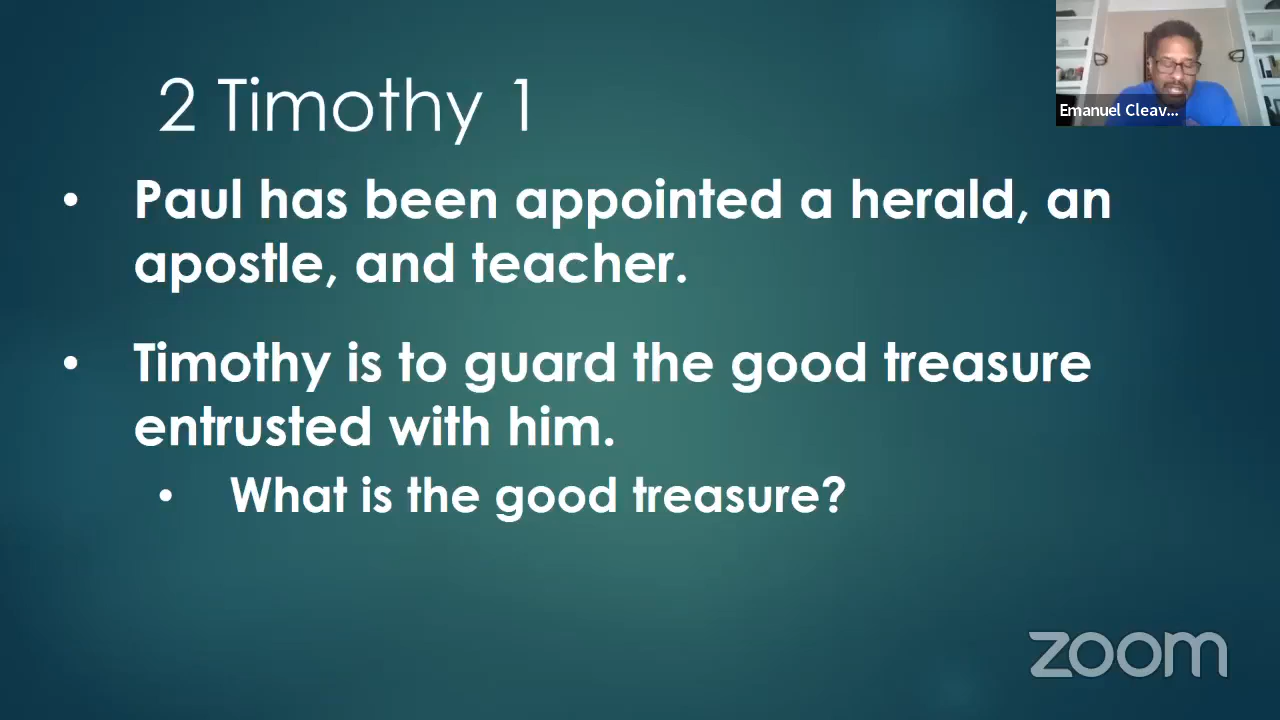 2 Timothy 1
Emanuel Cleav...
• Paul has been appointed a herald, an
apostle, and teacher.
• Timothy is to guard the good treasure
entrusted with him.
• What is the good treasure?
zoom